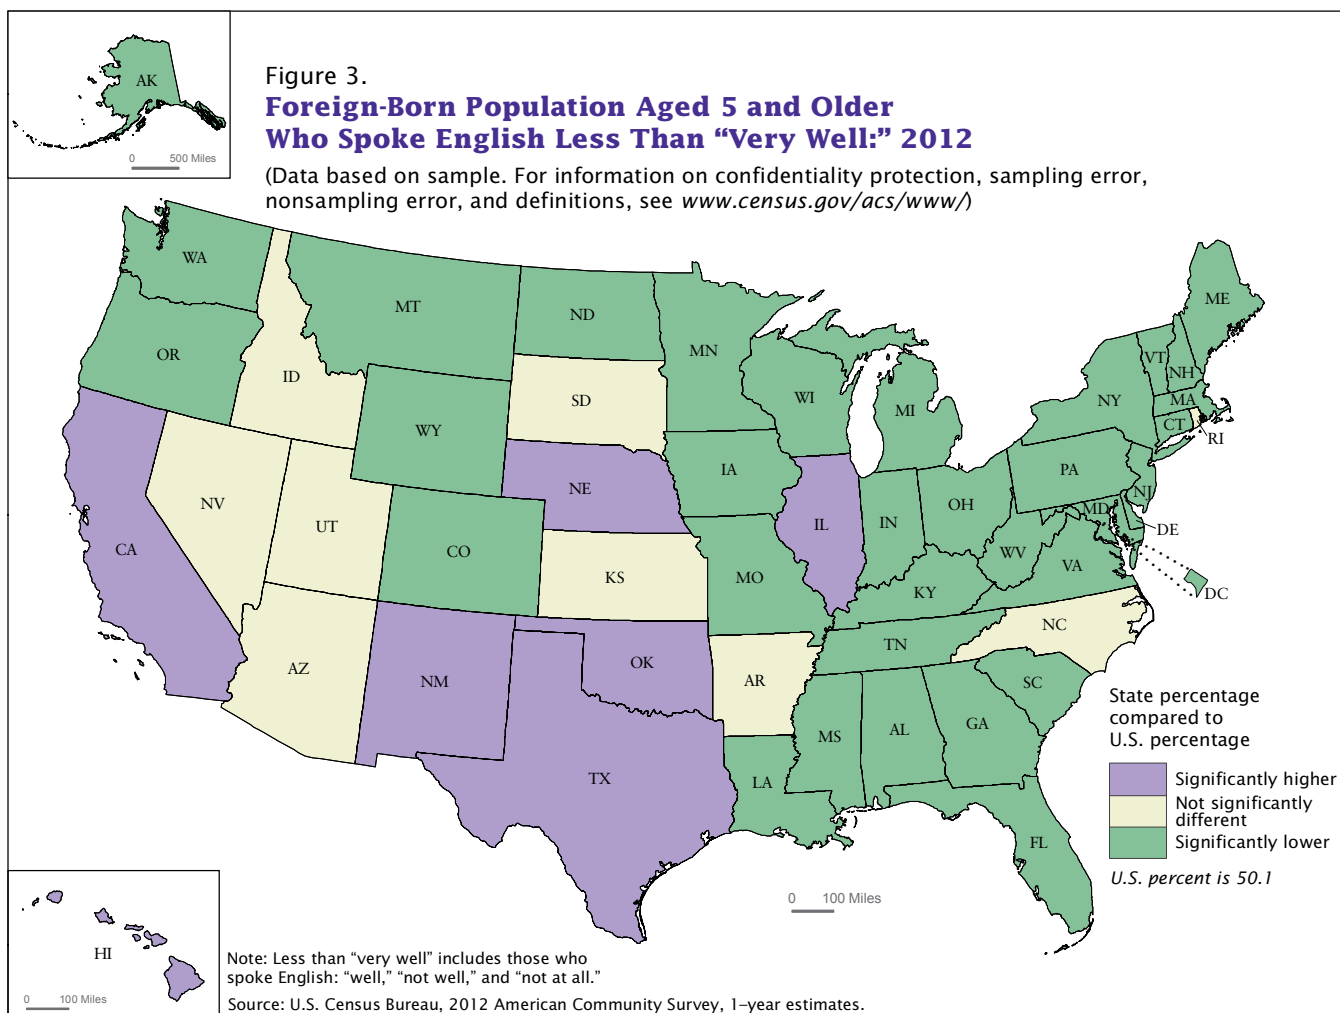 AK
0 500 Miles
Figure 3.
Foreign-Born Population Aged 5 and Older
Who Spoke English Less Than “Very Well:” 2012
(Data based on sample. For information on confidentiality protection, sampling error,
nonsampling error, and definitions, see www.census.gov/acs/www/)
WA
MT
ND
MN
ME
OR
ID
SD
WI
MI
VT
NH
NY
MA
CT
RI
WY
IA
PA
NE
NV
UT
CO
IL
IN
OH
NJ
MD
DE
CA
KS
MO
WV
VA
KY
DC
NC
TN
AZ
NM
OK
AR
SC
MS
AL
GA
TX
LA
FL
State percentage
compared to
U.S. percentage
Significantly higher
Not significantly
different
Significantly lower
U.S. percent is 50.1
0 100 Miles
HI
0 100 Miles
Note: Less than “very well” includes those who
spoke English: “well,” “not well,” and “not at all.”
Source: U.S. Census Bureau, 2012 American Community Survey, 1–year estimates.